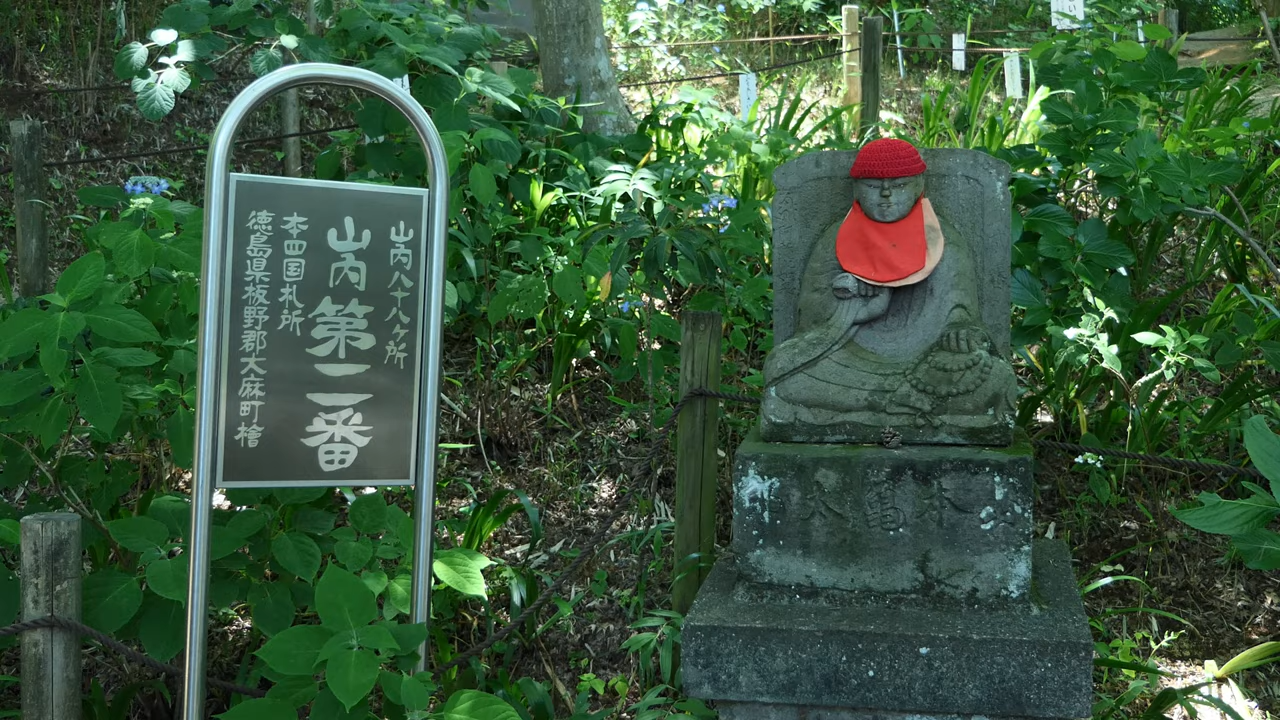 山内八十八ケ所
山内第二番
本四国札所
徳島県板野郡大麻町檜